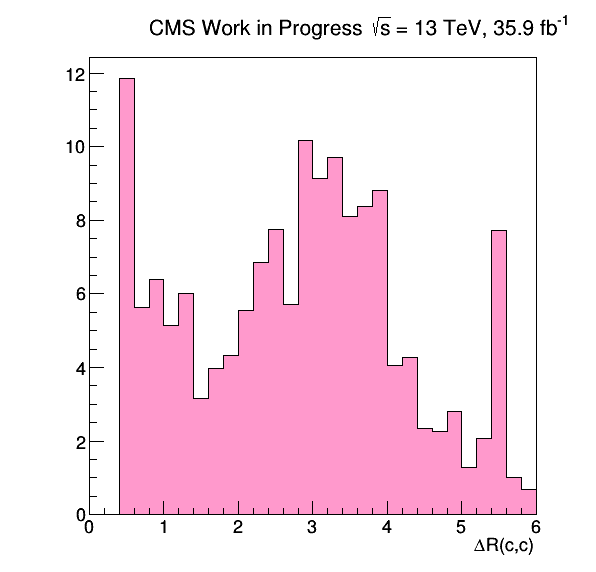 CMS Work in Progress √s = 13 TeV, 35.9 fb⁻¹
12
10
8
6
4
2
0
0 1 2 3 4 5 6
ΔR(c,c)